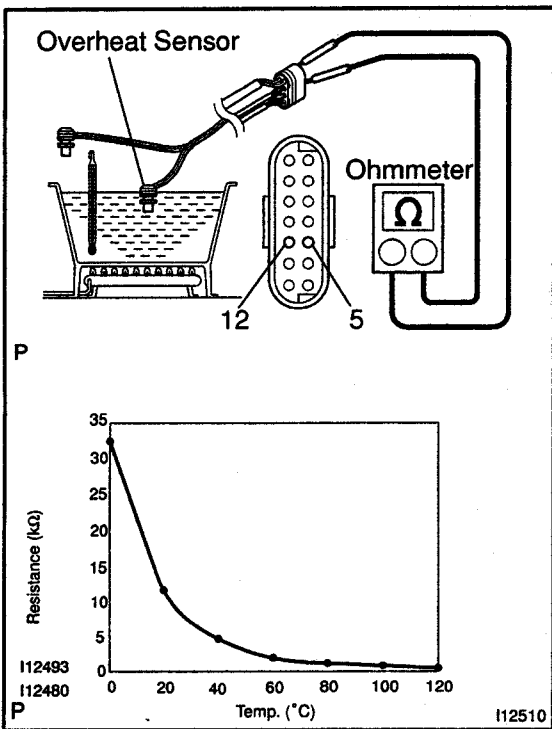 Overheat Sensor
Ohmmeter
Ω
12
5
P
35
30
25
20
15
10
5
0
Resistance (kΩ)
0 20 40 60 80 100 120
Temp. (°C)
I12493
I12480
P
I12510